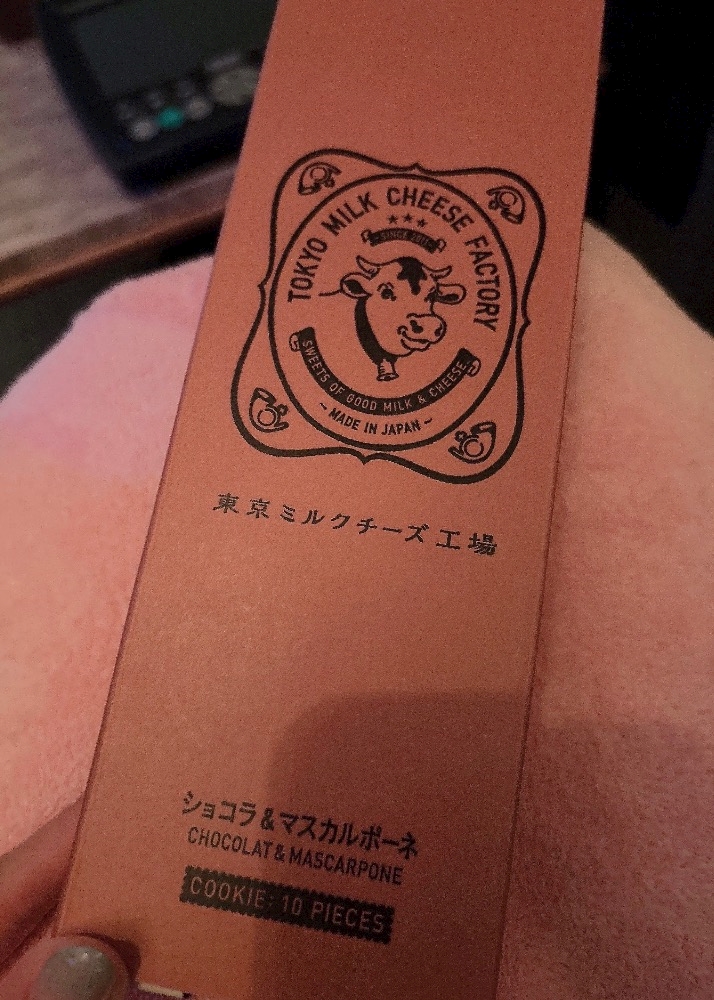 TOKYO MILK CHEESE FACTORY
SINCE 2011
SWEETS OF GOOD MILK & CHEESE
~ MADE IN JAPAN ~
東京ミルクチーズ工場
ショコラ&マスカルポーネ
CHOCOLAT & MASCARPONE
COOKIE: 10 PIECES